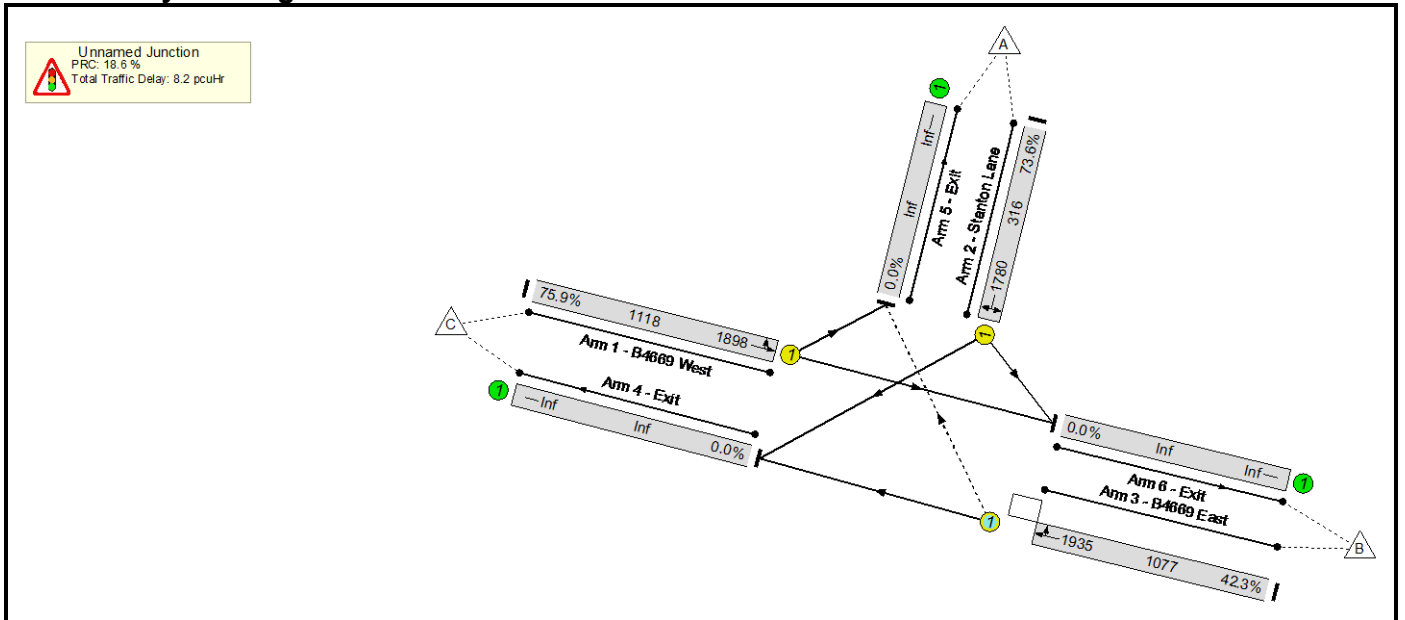 Unnamed Junction
PRC: 18.6 %
Total Traffic Delay: 8.2 pcuHr
A
1
Inf
Inf
0.0%
Arm 5 - Exit
Arm 2 - Stanton Lane
73.6%
316
1780
1
C
75.9%
1118
1898
1
Arm 1 - B4669 West
Arm 4 - Exit
1
Inf
Inf
0.0%
0.0%
Inf
Inf
1
Arm 6 - Exit
Arm 3 - B4669 East
B
1
1935
1077
42.3%